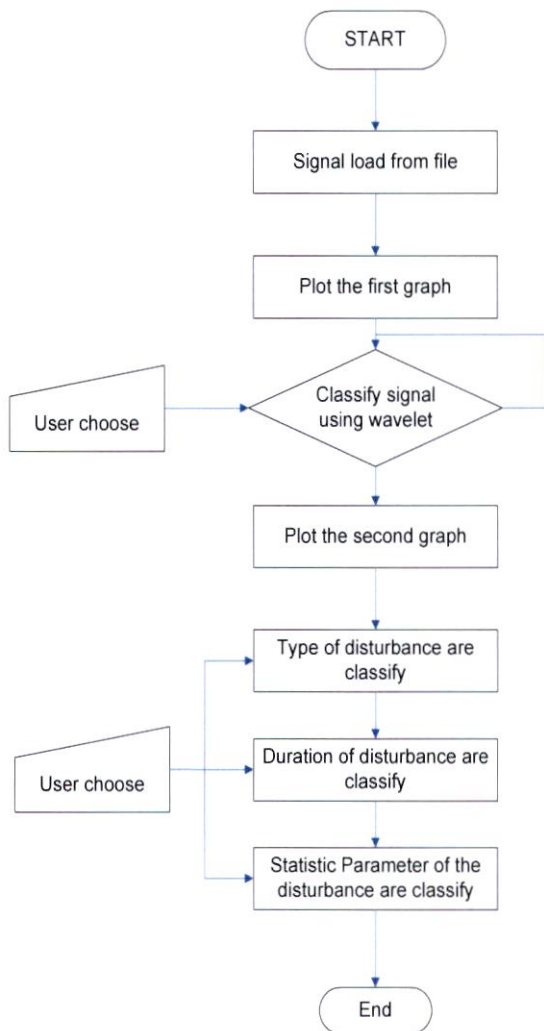 START
Signal load from file
Plot the first graph
Classify signal
using wavelet
User choose
Plot the second graph
Type of disturbance are
classify
Duration of disturbance are
classify
User choose
Statistic Parameter of the
disturbance are classify
End